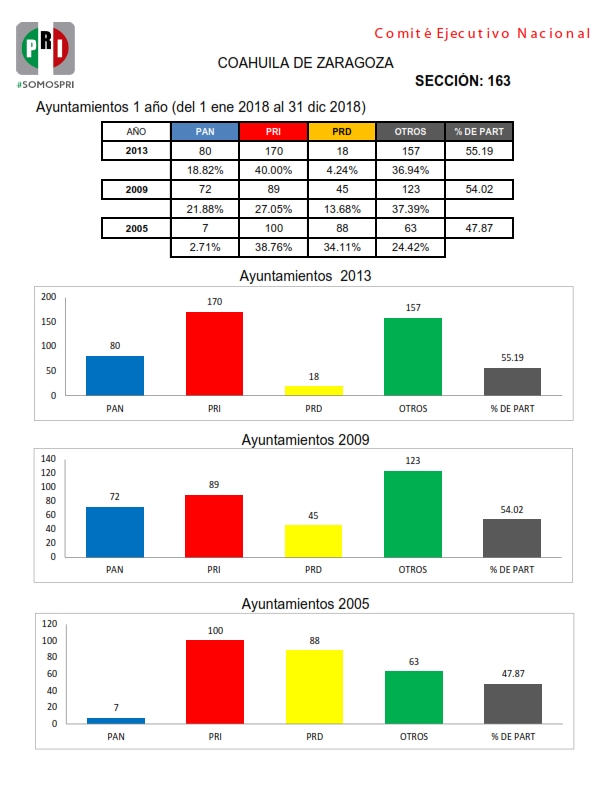 Comité Ejecutivo Nacional
PRI
#SOMOSPRI
COAHUILA DE ZARAGOZA
SECCIÓN: 163
Ayuntamientos 1 año (del 1 ene 2018 al 31 dic 2018)
AÑO PAN PRI PRD OTROS % DE PART
2013 80 170 18 157 55.19
18.82% 40.00% 4.24% 36.94%
2009 72 89 45 123 54.02
21.88% 27.05% 13.68% 37.39%
2005 7 100 88 63 47.87
2.71% 38.76% 34.11% 24.42%
Ayuntamientos 2013
200
150
100
50
0
80 170 18 157 55.19
PAN PRI PRD OTROS % DE PART
Ayuntamientos 2009
140
120
100
80
60
40
20
0
72 89 45 123 54.02
PAN PRI PRD OTROS % DE PART
Ayuntamientos 2005
120
100
80
60
40
20
0
7 100 88 63 47.87
PAN PRI PRD OTROS % DE PART